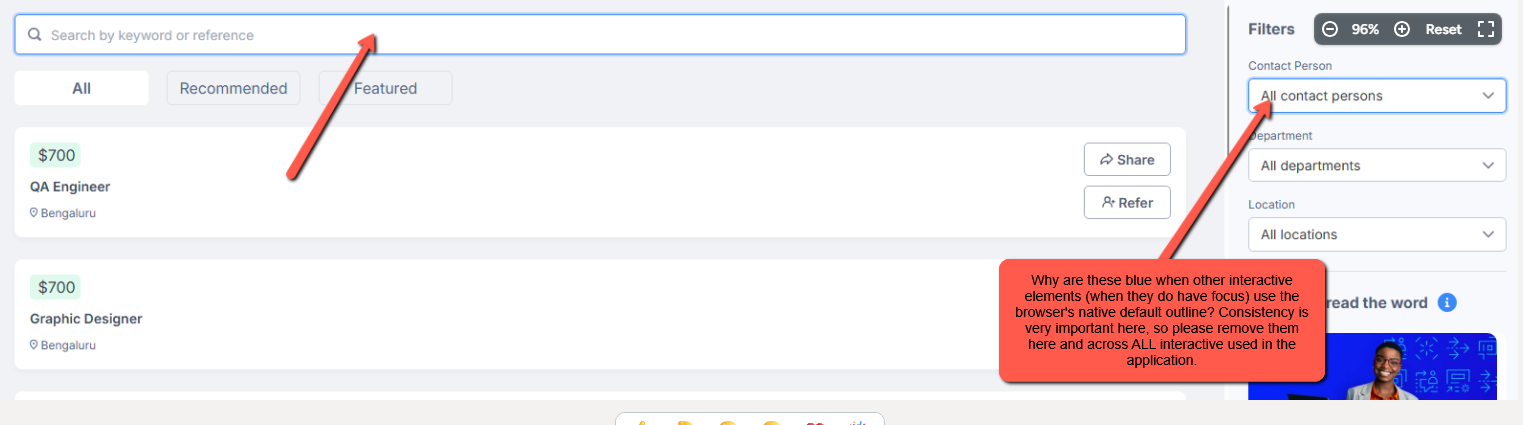 Search by keyword or reference
All
Recommended
Featured
$700
QA Engineer
Bengaluru
Share
Refer
$700
Graphic Designer
Bengaluru
Filters
96%
Reset
Contact Person
All contact persons
Department
All departments
Location
All locations
Why are these blue when other interactive
elements (when they do have focus) use the
browser's native default outline? Consistency is
very important here, so please remove them
here and across ALL interactive used in the
application.
read the word